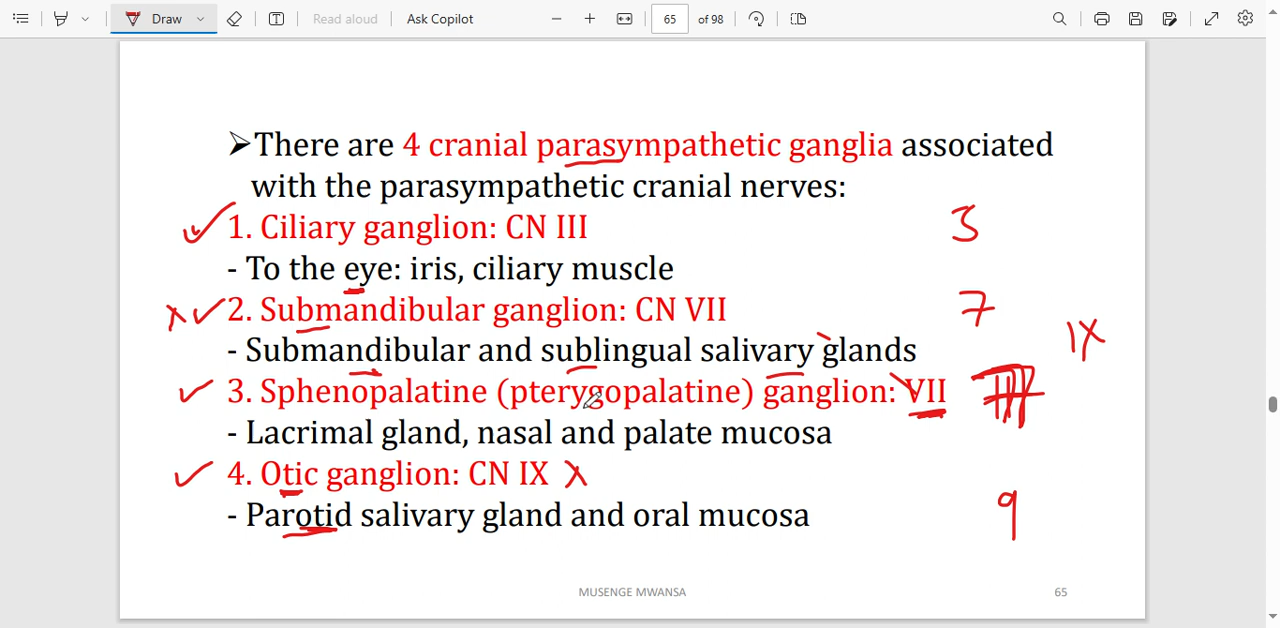 Draw
Read aloud
Ask Copilot
65 of 98
➢There are 4 cranial parasympathetic ganglia associated
with the parasympathetic cranial nerves:
1. Ciliary ganglion: CN III
3
- To the eye: iris, ciliary muscle
X 2. Submandibular ganglion: CN VII
7
- Submandibular and sublingual salivary glands
IX
3. Sphenopalatine (pterygopalatine) ganglion: VII
- Lacrimal gland, nasal and palate mucosa
4. Otic ganglion: CN IX X
- Parotid salivary gland and oral mucosa
9
MUSENGE MWANSA
65